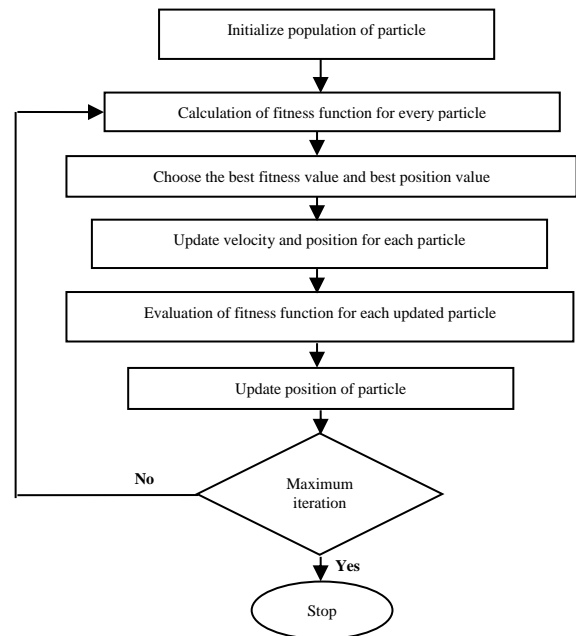 Initialize population of particle
Calculation of fitness function for every particle
Choose the best fitness value and best position value
Update velocity and position for each particle
Evaluation of fitness function for each updated particle
Update position of particle
No
Maximum
iteration
Yes
Stop